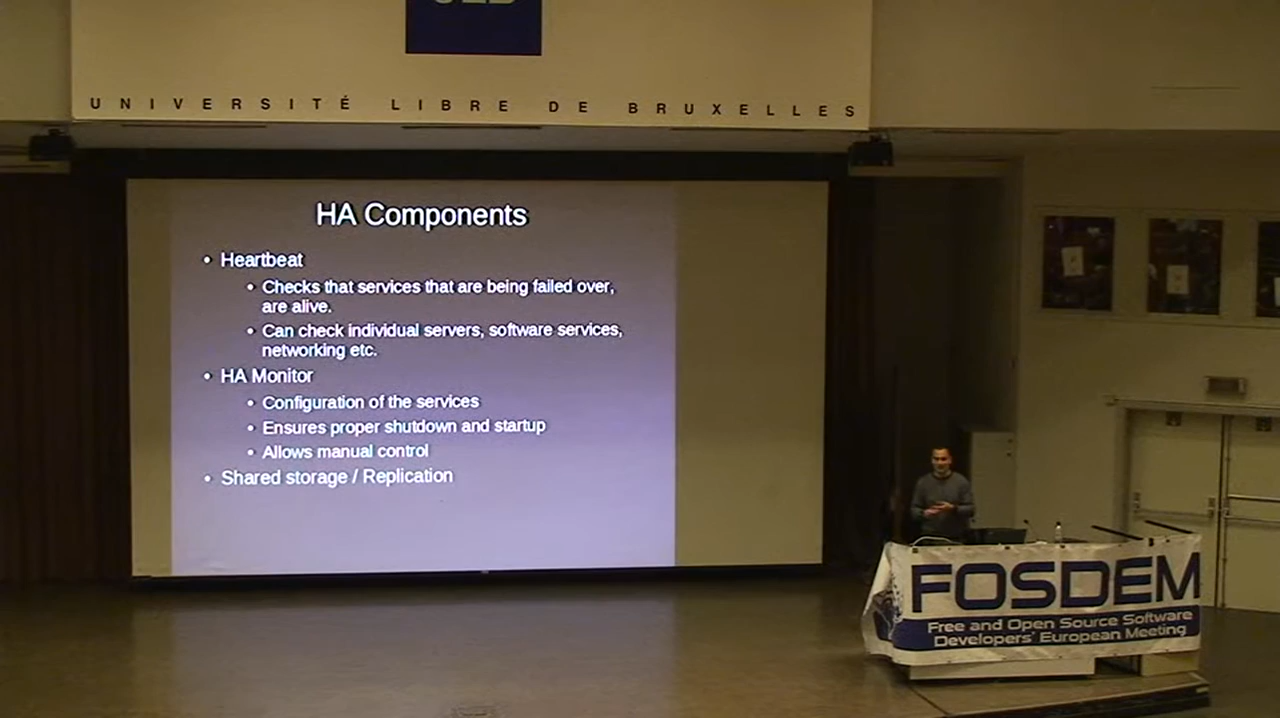 UNIVERSITÉ LIBRE DE BRUXELLES
HA Components
• Heartbeat
• Checks that services that are being failed over,
are alive.
• Can check individual servers, software services,
networking etc.
• HA Monitor
• Configuration of the services
• Ensures proper shutdown and startup
• Allows manual control
• Shared storage / Replication
FOSDEM
Free and Open Source Software
Developers' European Meeting